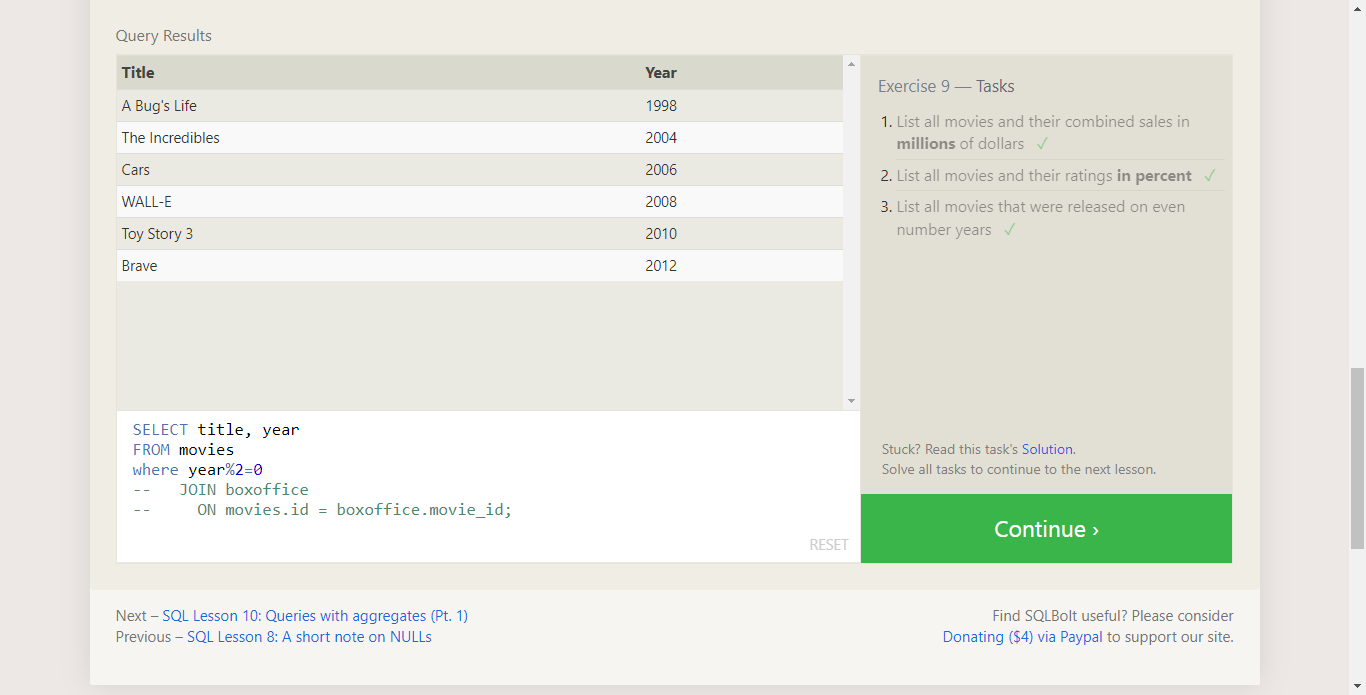 Query Results
Title Year
A Bug's Life 1998
The Incredibles 2004
Cars 2006
WALL-E 2008
Toy Story 3 2010
Brave 2012
SELECT title, year
FROM movies
where year%2=0
--   JOIN boxoffice
--     ON movies.id = boxoffice.movie_id;
RESET
Exercise 9 — Tasks
1. List all movies and their combined sales in
millions of dollars ✓
2. List all movies and their ratings in percent ✓
3. List all movies that were released on even
number years ✓
Stuck? Read this task's Solution.
Solve all tasks to continue to the next lesson.
Continue ›
Next – SQL Lesson 10: Queries with aggregates (Pt. 1)
Previous – SQL Lesson 8: A short note on NULLs
Find SQLBolt useful? Please consider
Donating ($4) via Paypal to support our site.